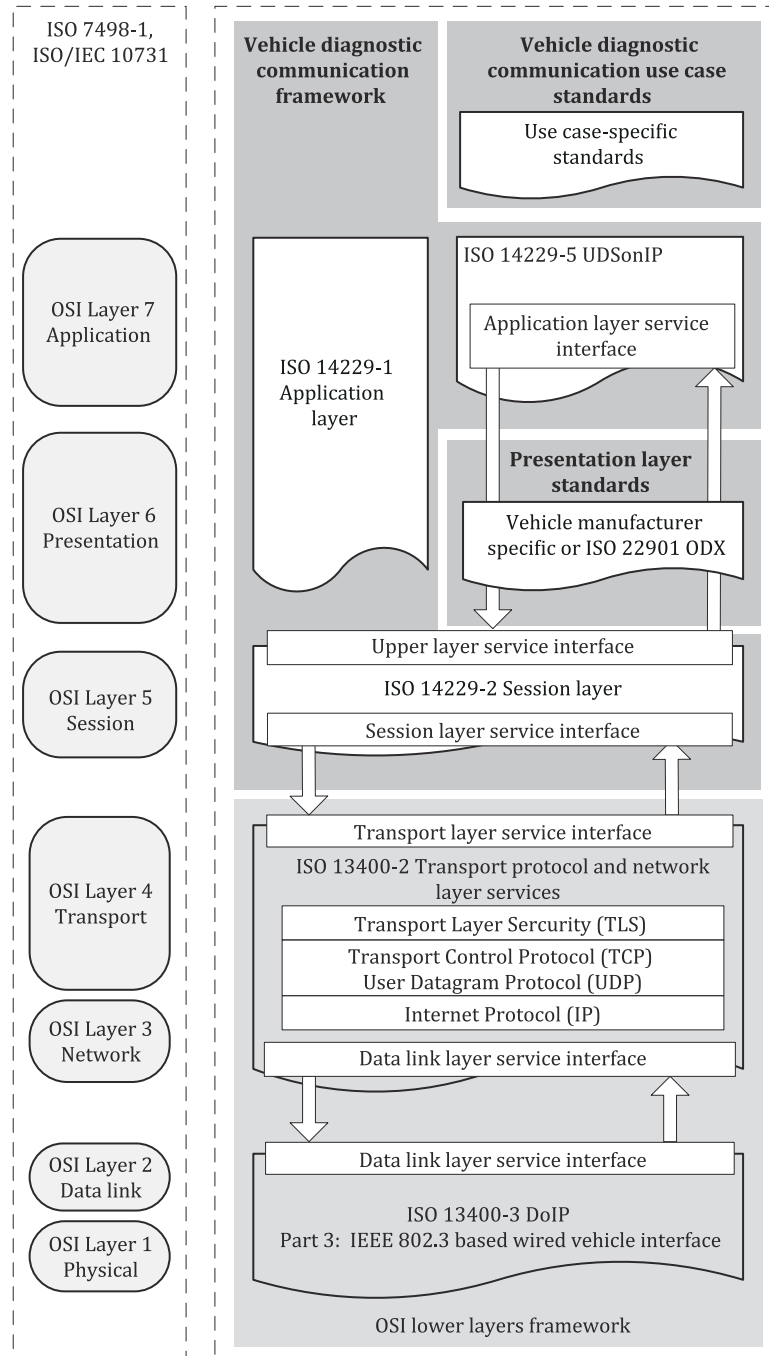 ISO 7498-1,
ISO/IEC 10731
Vehicle diagnostic
communication
framework
Vehicle diagnostic
communication use case
standards
Use case-specific
standards
OSI Layer 7
Application
ISO 14229-1
Application
layer
ISO 14229-5 UDSonIP
Application layer service
interface
OSI Layer 6
Presentation
Presentation layer
standards
Vehicle manufacturer
specific or ISO 22901 ODX
OSI Layer 5
Session
Upper layer service interface
ISO 14229-2 Session layer
Session layer service interface
OSI Layer 4
Transport
Transport layer service interface
ISO 13400-2 Transport protocol and network
layer services
Transport Layer Sercurity (TLS)
Transport Control Protocol (TCP)
User Datagram Protocol (UDP)
OSI Layer 3
Network
Internet Protocol (IP)
Data link layer service interface
OSI Layer 2
Data link
Data link layer service interface
OSI Layer 1
Physical
ISO 13400-3 DoIP
Part 3: IEEE 802.3 based wired vehicle interface
OSI lower layers framework